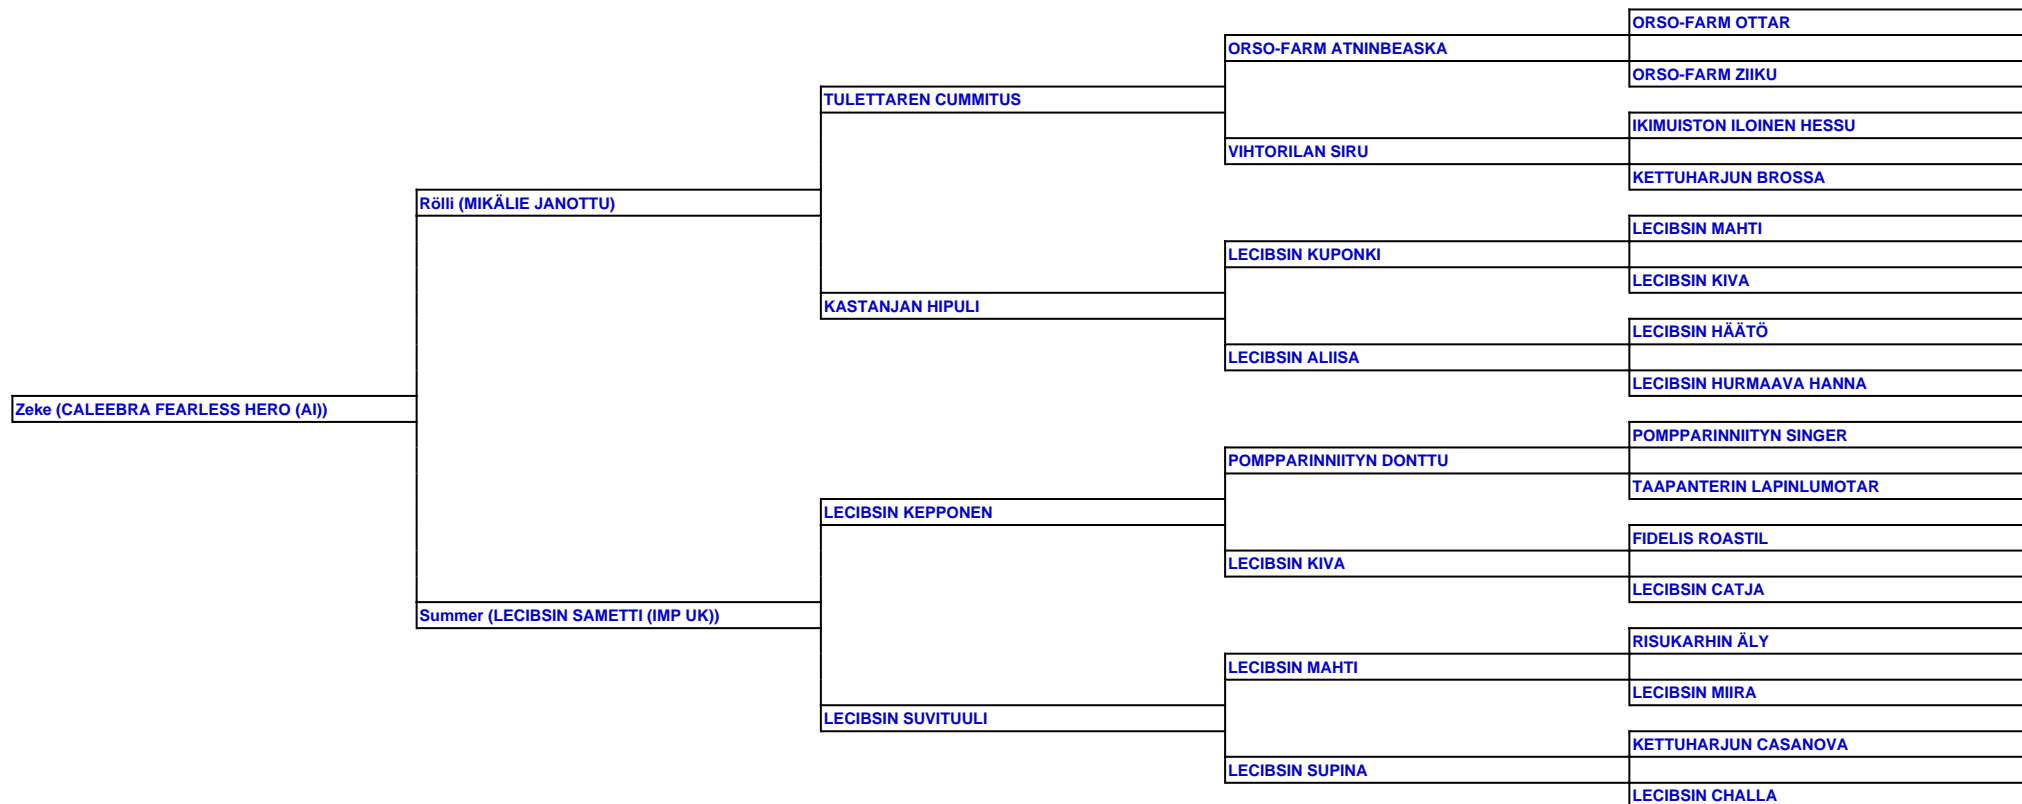 ORSO-FARM OTTAR
ORSO-FARM ATNINBEASKA
ORSO-FARM ZIIKU
TULETTAREN CUMMITUS
IKIMUISTON ILOINEN HESSU
VIHTORILAN SIRU
KETTUHARJUN BROSSA
Rölli (MIKÄLIE JANOTTU)
LECIBSIN MAHTI
LECIBSIN KUPONKI
LECIBSIN KIVA
KASTANJAN HIPULI
LECIBSIN HÄÄTÖ
LECIBSIN ALIISA
LECIBSIN HURMAAVA HANNA
Zeke (CALEEBRA FEARLESS HERO (AI))
POMPPARINNIITYN SINGER
POMPPARINNIITYN DONTTU
TAAPANTERIN LAPINLUMOTAR
LECIBSIN KEPPONEN
FIDELIS ROASTIL
LECIBSIN KIVA
LECIBSIN CATJA
Summer (LECIBSIN SAMETTI (IMP UK))
RISUKARHIN ÄLY
LECIBSIN MAHTI
LECIBSIN MIIRA
LECIBSIN SUVITUULI
KETTUHARJUN CASANOVA
LECIBSIN SUPINA
LECIBSIN CHALLA